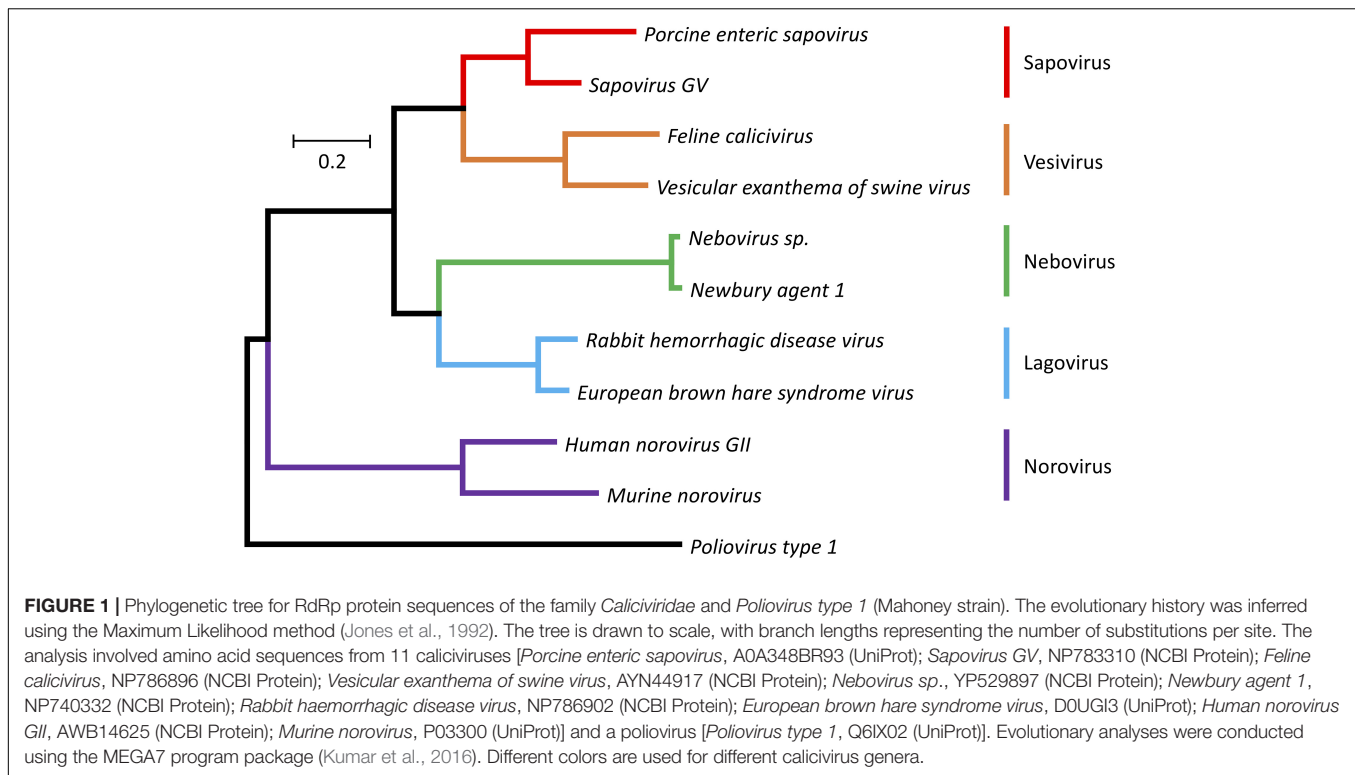 Porcine enteric sapovirus
Sapovirus
Sapovirus GV
0.2
Feline calicivirus
Vesivirus
Vesicular exanthema of swine virus
Nebovirus sp.
Nebovirus
Newbury agent 1
Rabbit hemorrhagic disease virus
Lagovirus
European brown hare syndrome virus
Human norovirus GII
Norovirus
Murine norovirus
Poliovirus type 1
FIGURE 1 | Phylogenetic tree for RdRp protein sequences of the family Caliciviridae and Poliovirus type 1 (Mahoney strain). The evolutionary history was inferred
using the Maximum Likelihood method (Jones et al., 1992). The tree is drawn to scale, with branch lengths representing the number of substitutions per site. The
analysis involved amino acid sequences from 11 caliciviruses [Porcine enteric sapovirus, A0A348BR93 (UniProt); Sapovirus GV, NP783310 (NCBI Protein); Feline
calicivirus, NP786896 (NCBI Protein); Vesicular exanthema of swine virus, AYN44917 (NCBI Protein); Nebovirus sp., YP529897 (NCBI Protein); Newbury agent 1,
NP740332 (NCBI Protein); Rabbit haemorrhagic disease virus, NP786902 (NCBI Protein); European brown hare syndrome virus, D0UGI3 (UniProt); Human norovirus
GII, AWB14625 (NCBI Protein); Murine norovirus, P03300 (UniProt)] and a poliovirus [Poliovirus type 1, Q6IX02 (UniProt)]. Evolutionary analyses were conducted
using the MEGA7 program package (Kumar et al., 2016). Different colors are used for different calicivirus genera.